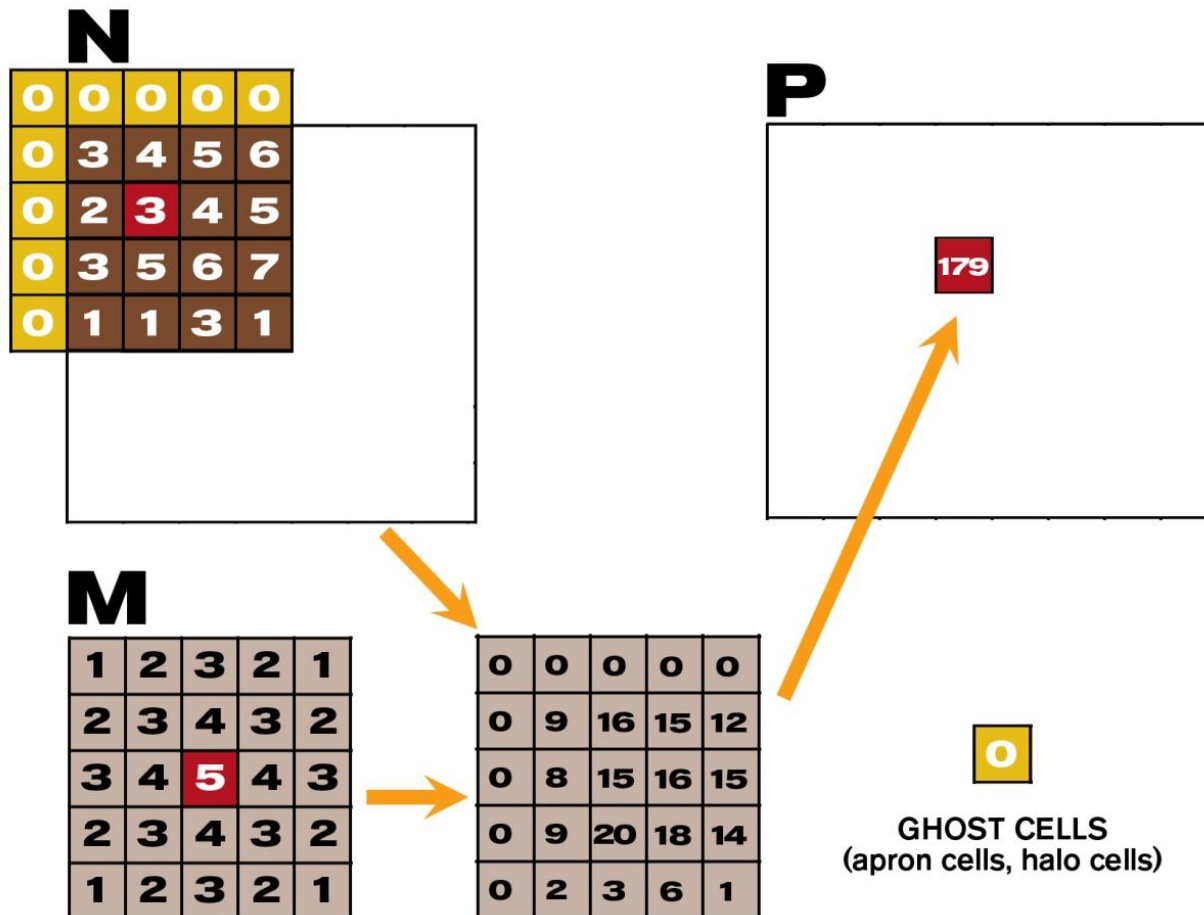 N
0 0 0 0 0
0 3 4 5 6
0 2 3 4 5
0 3 5 6 7
0 1 1 3 1
P
179
M
1 2 3 2 1
2 3 4 3 2
3 4 5 4 3
2 3 4 3 2
1 2 3 2 1
0 0 0 0 0
0 9 16 15 12
0 8 15 16 15
0 9 20 18 14
0 2 3 6 1
0
GHOST CELLS
(apron cells, halo cells)